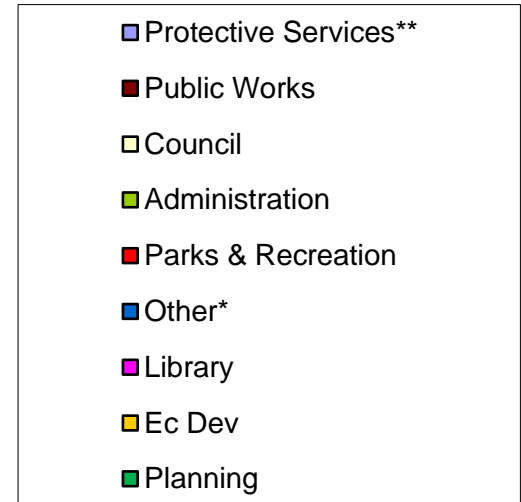 Protective Services**
Public Works
Council
Administration
Parks & Recreation
Other*
Library
Ec Dev
Planning